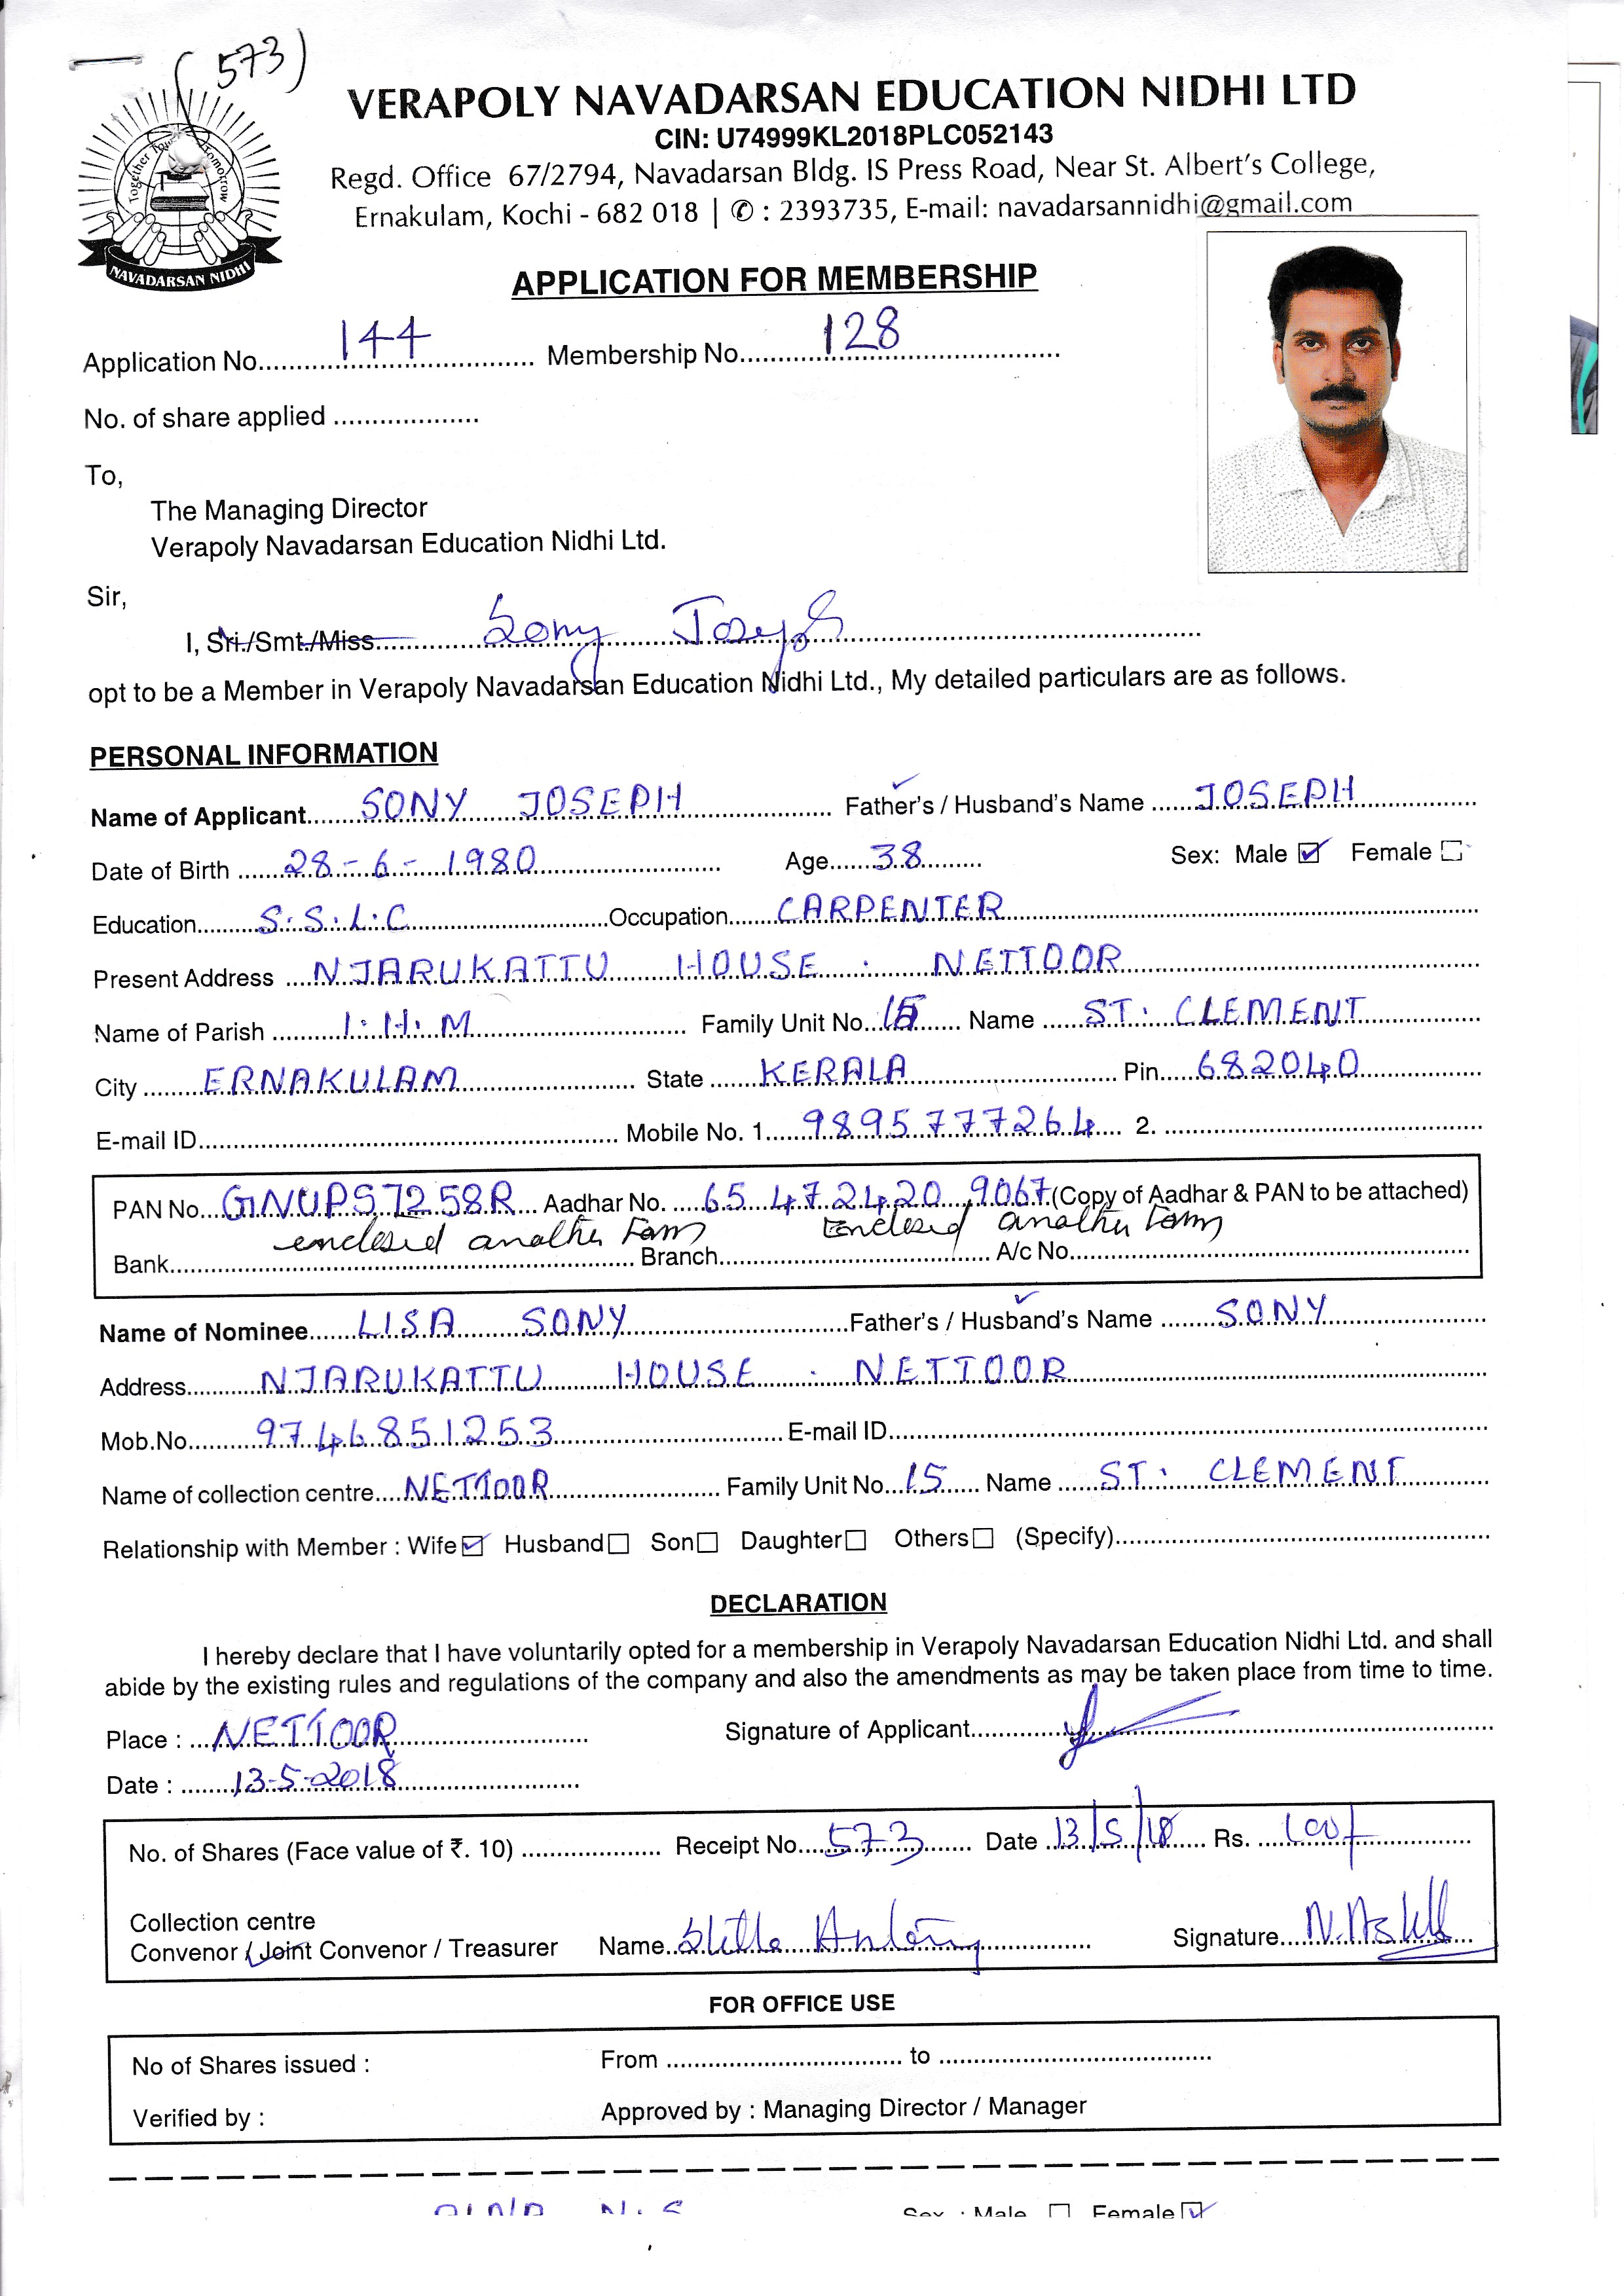 (573)
Together Towards Tomorrow
NAVADARSAN NIDHI
VERAPOLY NAVADARSAN EDUCATION NIDHI LTD
CIN: U74999KL2018PLC052143
Regd. Office 67/2794, Navadarsan Bldg. IS Press Road, Near St. Albert's College,
Ernakulam, Kochi - 682 018 | ✆ : 2393735, E-mail: navadarsannidhi@gmail.com
APPLICATION FOR MEMBERSHIP
Application No. 144 Membership No. 128
No. of share applied
To,
The Managing Director
Verapoly Navadarsan Education Nidhi Ltd.
Sir,
I, Sri./Smt./Miss Sony Joseph
opt to be a Member in Verapoly Navadarsan Education Nidhi Ltd., My detailed particulars are as follows.
PERSONAL INFORMATION
Name of Applicant SONY JOSEPH Father's / Husband's Name JOSEPH
Date of Birth 28-6-1980 Age 38 Sex: Male ☑ Female ☐
Education S.S.L.C Occupation CARPENTER
Present Address NJARUKATTU HOUSE . NETTOOR
Name of Parish I.H.M Family Unit No. 15 Name ST. CLEMENT
City ERNAKULAM State KERALA Pin 682040
E-mail ID Mobile No. 1 9895777264 2.
PAN No. GNUPS7258R Aadhar No. 65 472420 9067 (Copy of Aadhar & PAN to be attached)
enclosed another Form Enclosed another Form
Bank Branch A/c No.
Name of Nominee LISA SONY Father's / Husband's Name SONY
Address NJARUKATTU HOUSE . NETTOOR
Mob.No. 9746851253 E-mail ID
Name of collection centre NETTOOR Family Unit No. 15 Name ST. CLEMENT
Relationship with Member : Wife ☑ Husband ☐ Son ☐ Daughter ☐ Others ☐ (Specify)
DECLARATION
I hereby declare that I have voluntarily opted for a membership in Verapoly Navadarsan Education Nidhi Ltd. and shall
abide by the existing rules and regulations of the company and also the amendments as may be taken place from time to time.
Place : NETTOOR Signature of Applicant
Date : 13-5-2018
No. of Shares (Face value of ₹. 10) Receipt No. 573 Date 13/5/18 Rs. 100/-
Collection centre
Convenor / Joint Convenor / Treasurer Name Stella Antony Signature
FOR OFFICE USE
No of Shares issued : From to
Verified by : Approved by : Managing Director / Manager
Sex : Male ☐ Female ☑